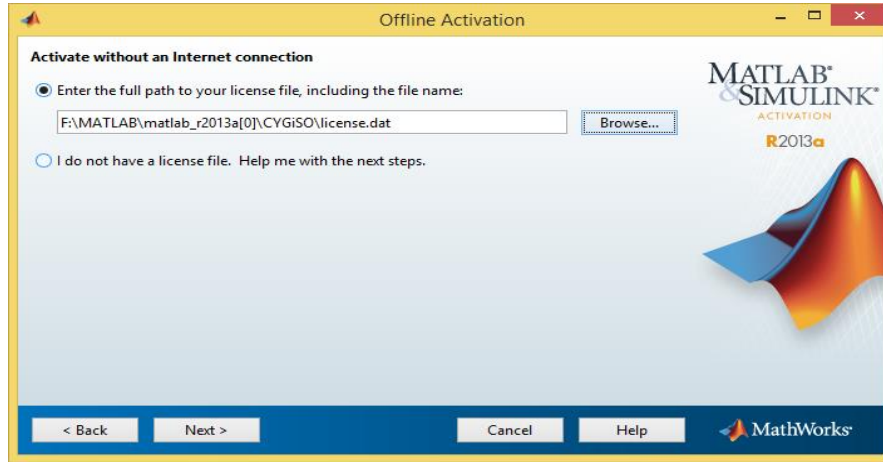 Offline Activation
Activate without an Internet connection
Enter the full path to your license file, including the file name:
F:\MATLAB\matlab_r2013a[0]\CYGiSO\license.dat
Browse...
I do not have a license file. Help me with the next steps.
MATLAB®
&SIMULINK®
ACTIVATION
R2013a
< Back
Next >
Cancel
Help
MathWorks®